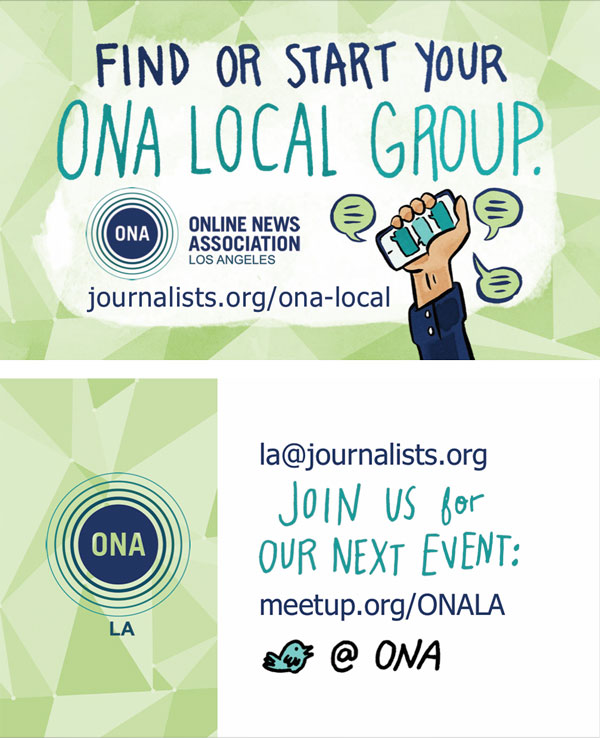 FIND OR START YOUR
ONA LOCAL GROUP.
ONA
ONLINE NEWS
ASSOCIATION
LOS ANGELES
journalists.org/ona-local
la@journalists.org
JOIN US for
OUR NEXT EVENT:
meetup.org/ONALA
@ ONA
ONA
LA